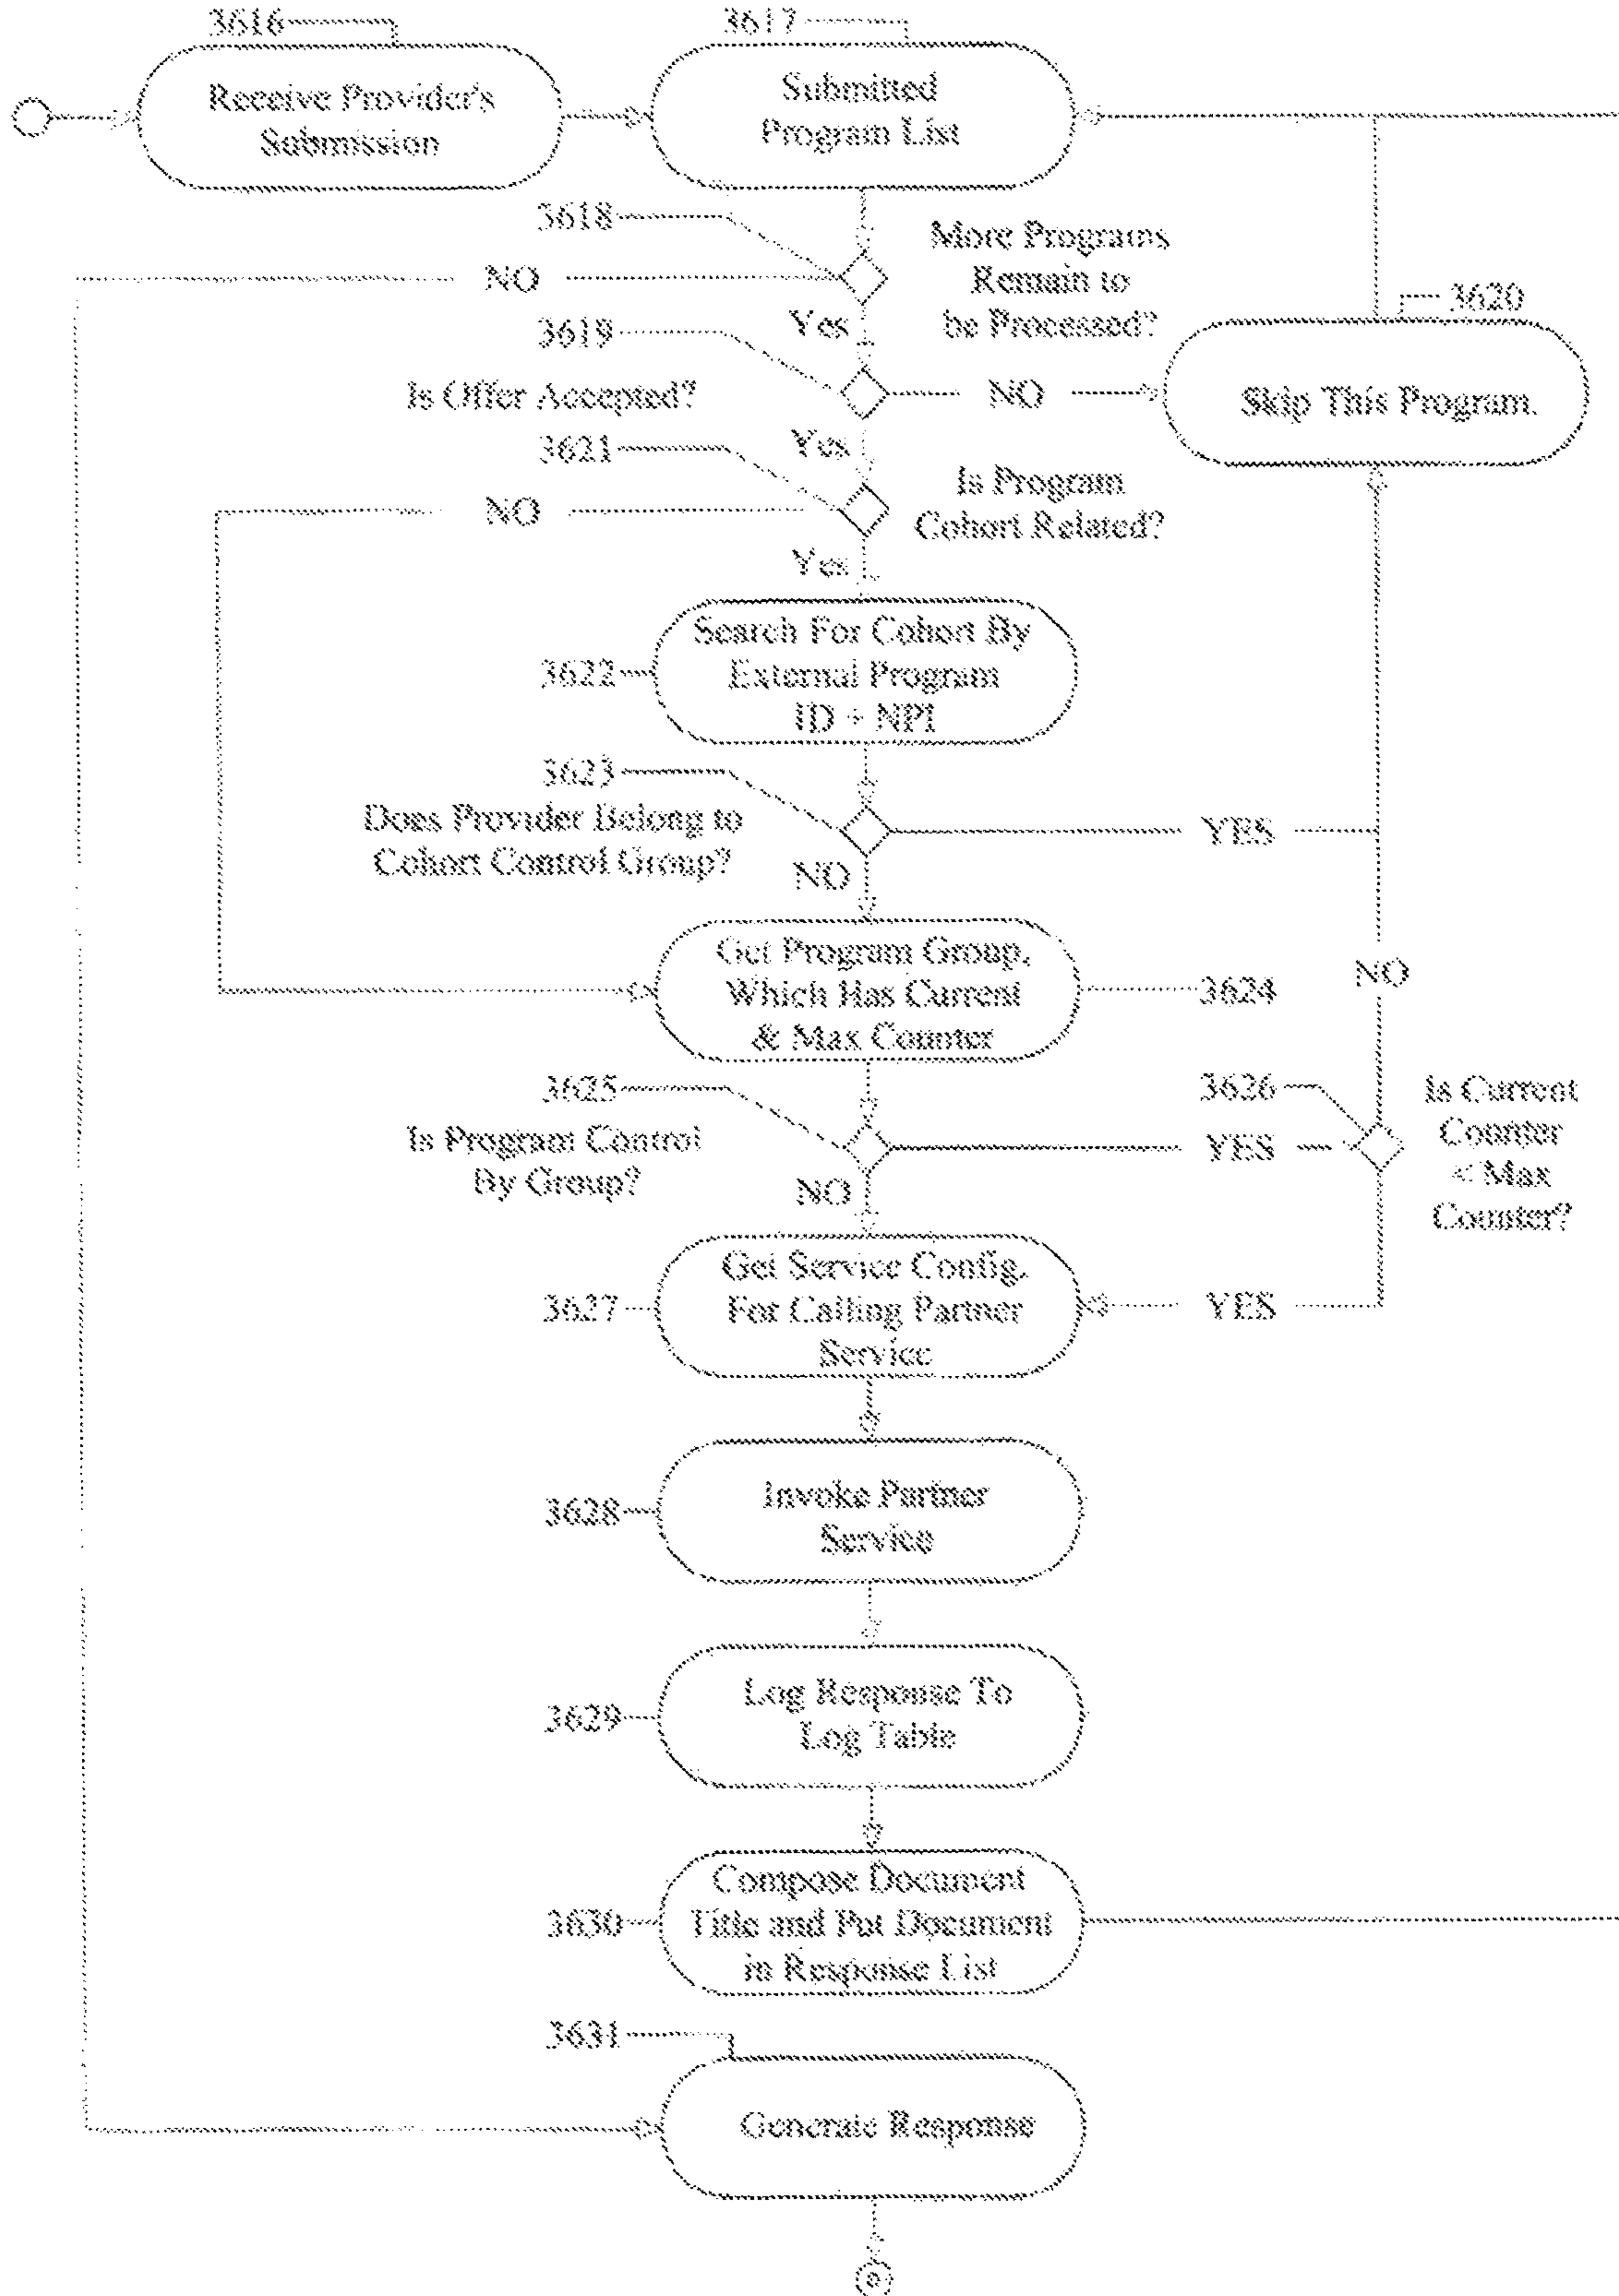 3616
3617
Receive Provider's
Submission
Submitted
Program List
3618
More Programs
Remain to
be Processed?
NO
Yes
3619
3620
Is Offer Accepted?
NO
Skip This Program.
Yes
3621
Is Program
Cohort Related?
NO
Yes
Search For Cohort By
External Program
ID + NPI
3622
3623
Does Provider Belong to
Cohort Control Group?
YES
NO
Get Program Group,
Which Has Current
& Max Counter
3624
NO
3625
3626
Is Current
Counter
< Max
Counter?
Is Program Control
By Group?
YES
NO
Get Service Config.
For Calling Partner
Service
3627
YES
Invoke Partner
Service
3628
Log Response To
Log Table
3629
Compose Document
Title and Put Document
in Response List
3630
3631
Generate Response